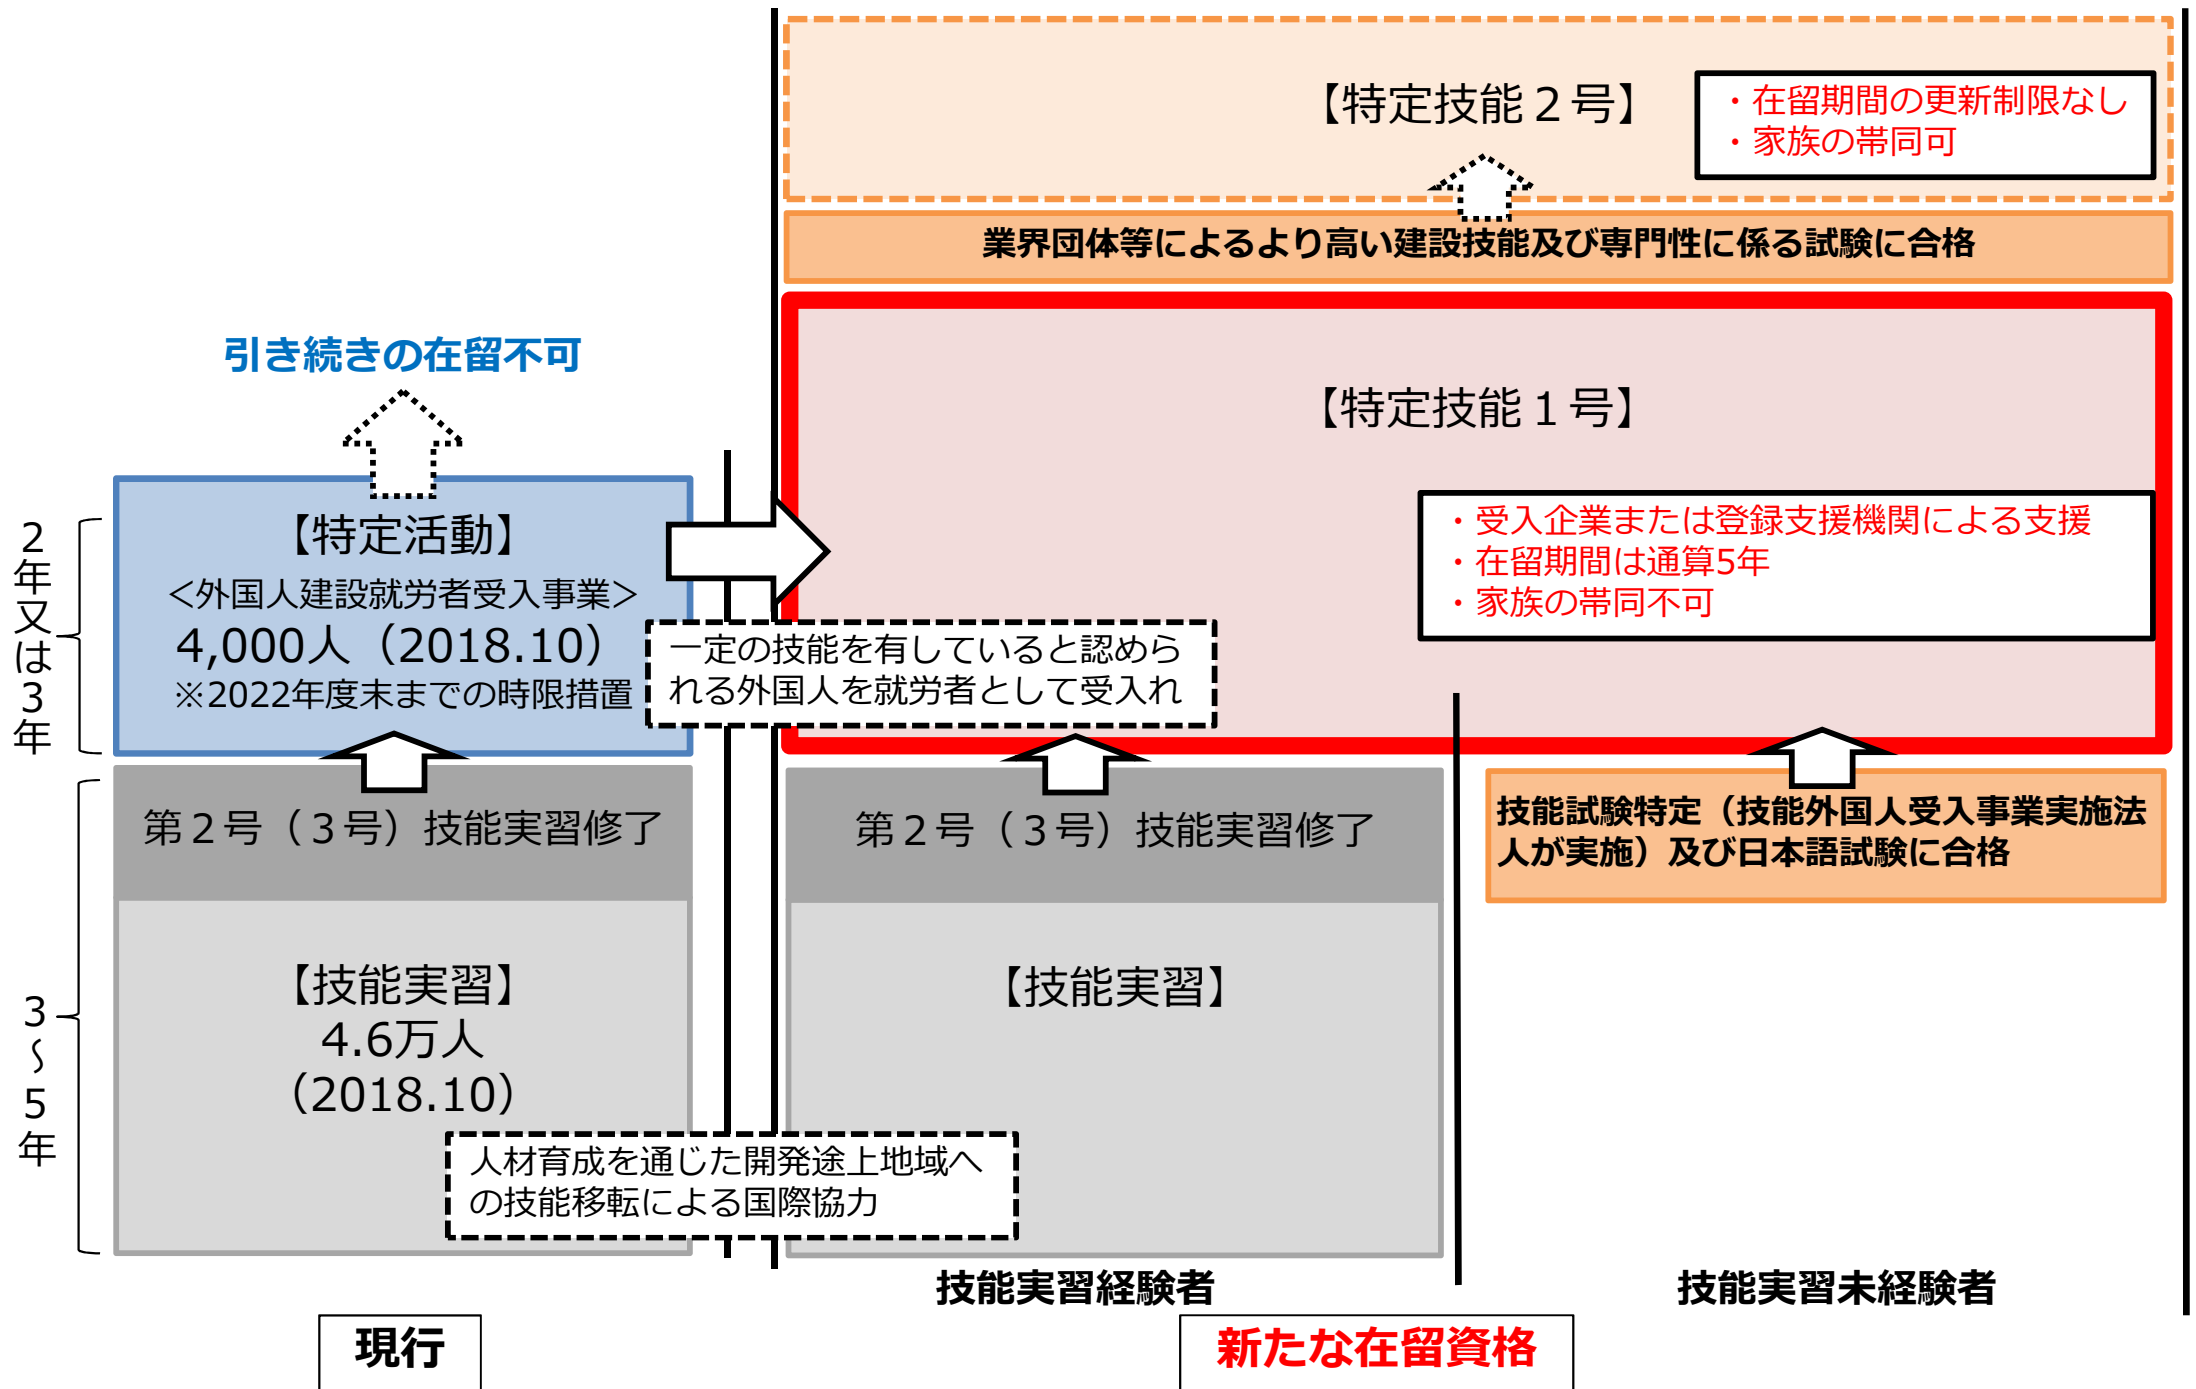 【特定技能２号】
・在留期間の更新制限なし
・家族の帯同可
業界団体等によるより高い建設技能及び専門性に係る試験に合格
引き続きの在留不可
【特定技能１号】
・受入企業または登録支援機関による支援
・在留期間は通算5年
・家族の帯同不可
２年又は３年
【特定活動】
＜外国人建設就労者受入事業＞
4,000人（2018.10）
※2022年度末までの時限措置
一定の技能を有していると認めら
れる外国人を就労者として受入れ
第２号（３号）技能実習修了
第２号（３号）技能実習修了
技能試験特定（技能外国人受入事業実施法
人が実施）及び日本語試験に合格
３～５年
【技能実習】
4.6万人
（2018.10）
【技能実習】
人材育成を通じた開発途上地域へ
の技能移転による国際協力
技能実習経験者
技能実習未経験者
現行
新たな在留資格